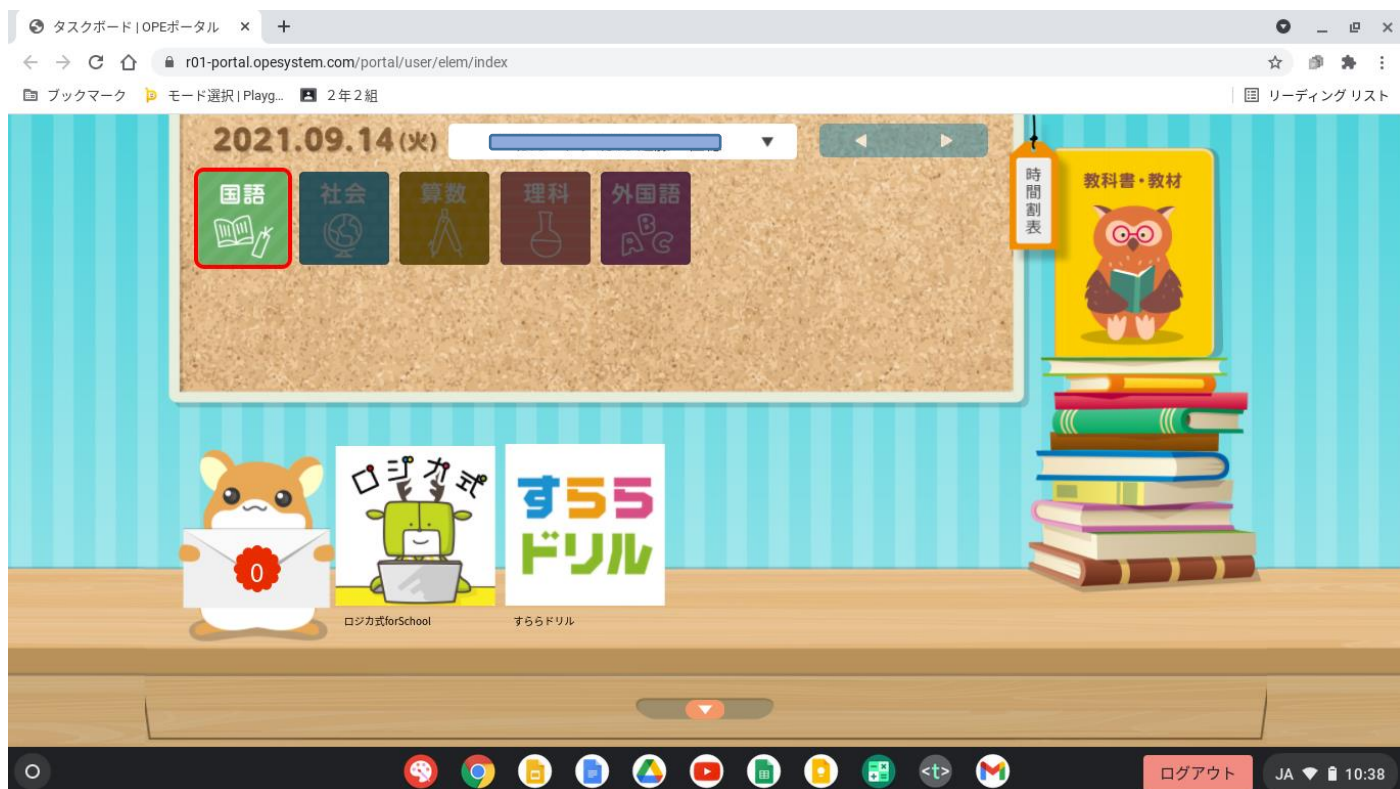 タスクボード | OPEポータル
r01-portal.opesystem.com/portal/user/elem/index
ブックマーク モード選択 | Playg... 2年2組 リーディング リスト
2021.09.14(火)
国語 社会 算数 理科 外国語
ABC
時間割表
教科書・教材
0
ロジカ式
すらら
ドリル
ロジカ式forSchool すららドリル
<t>
ログアウト JA 10:38